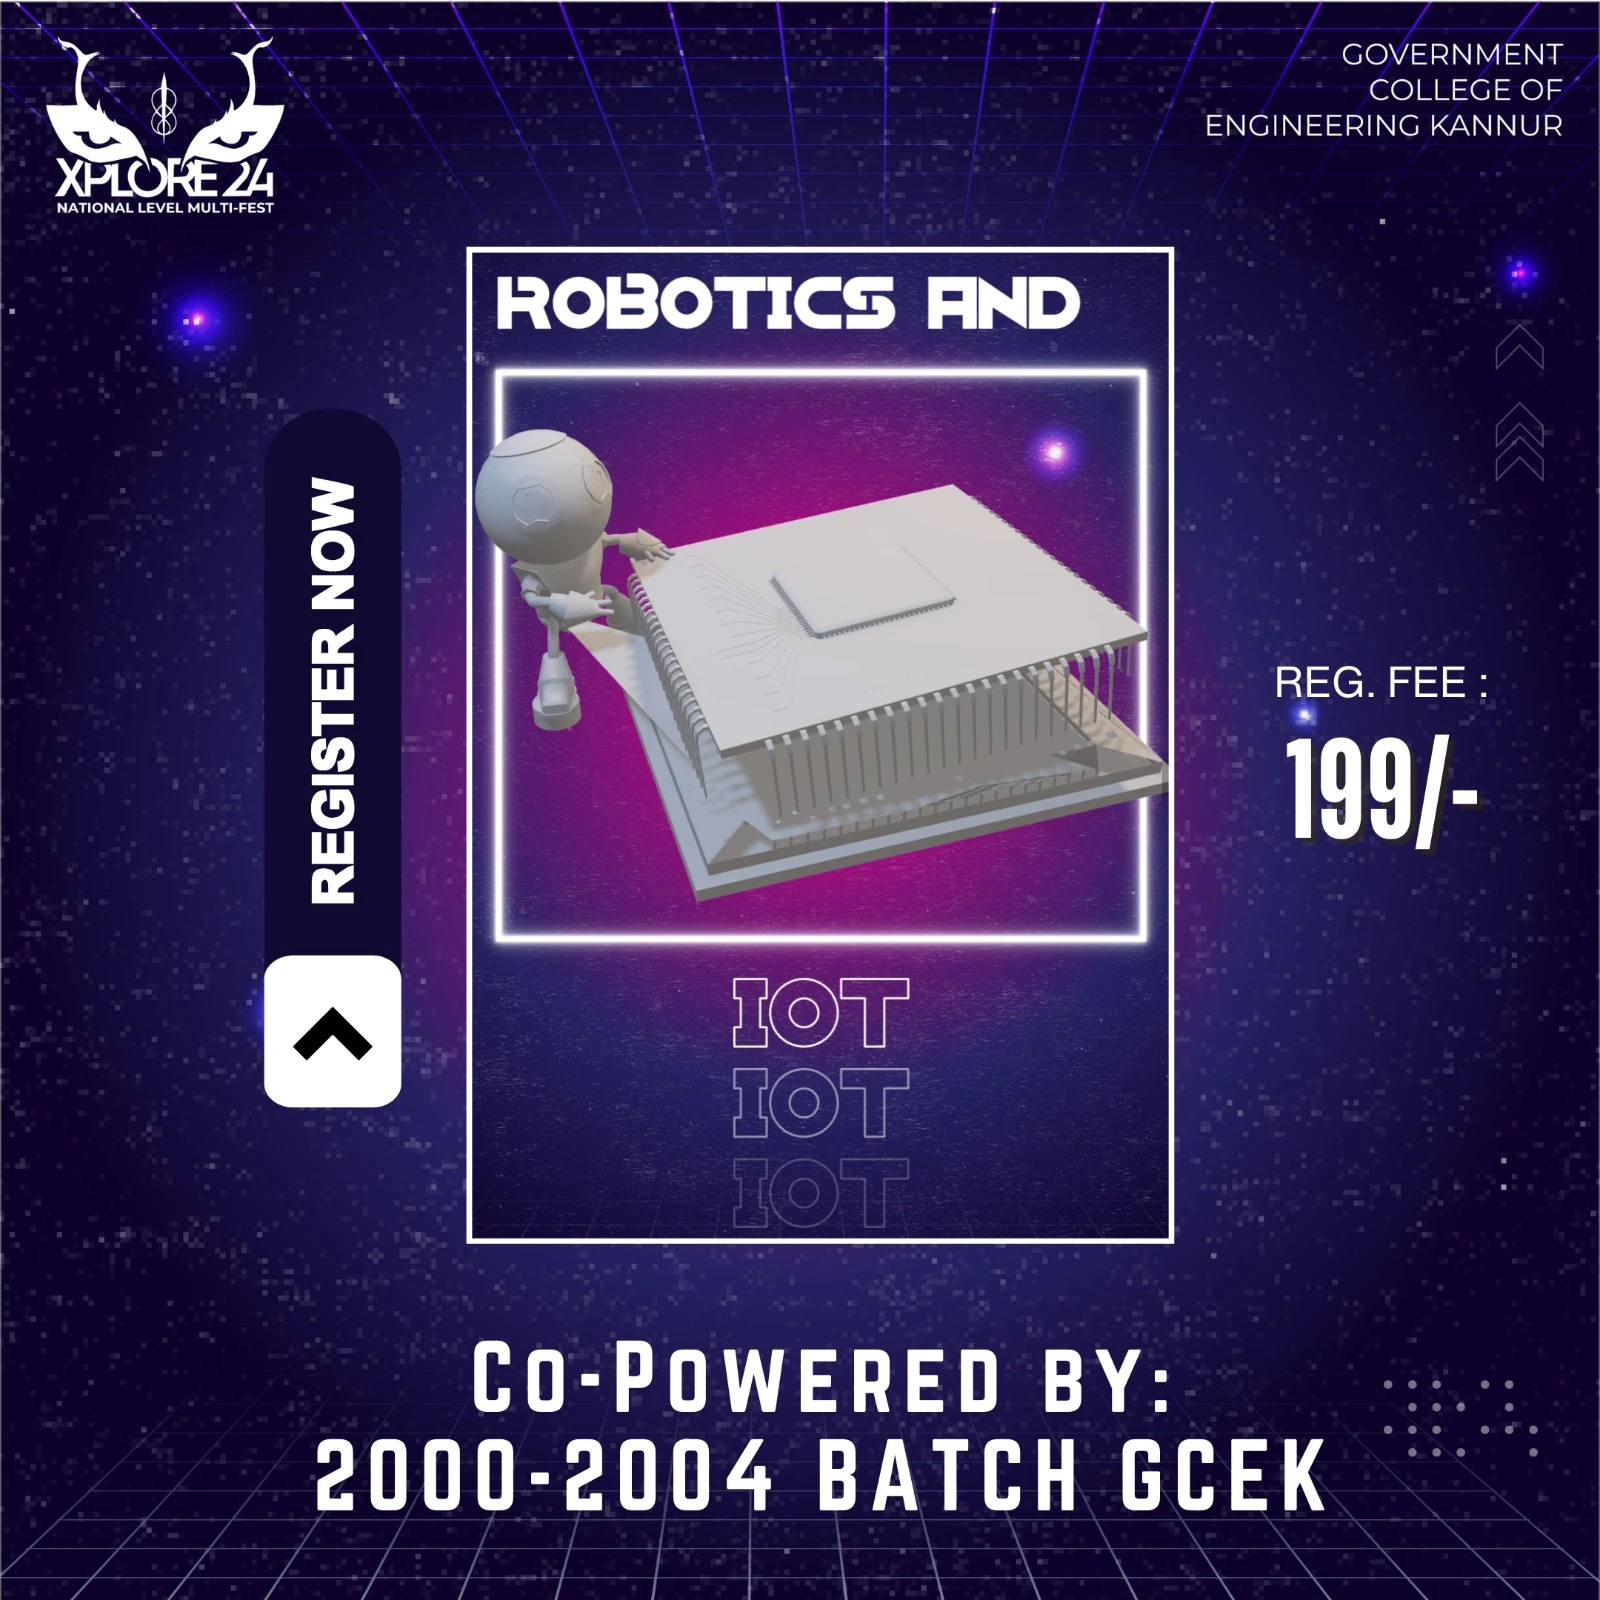 XPLORE 24
NATIONAL LEVEL MULTI-FEST
GOVERNMENT
COLLEGE OF
ENGINEERING KANNUR
ROBOTICS AND
IOT
IOT
IOT
REGISTER NOW
REG. FEE :
199/-
Co-Powered by:
2000-2004 BATCH GCEK